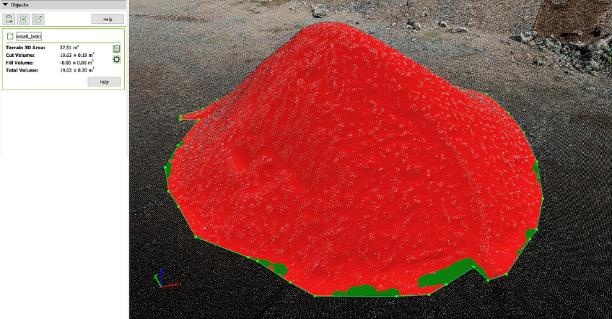 Objects
Help
Terrain 3D Area: 37.51 m²
Cut Volume: 19.63 ± 0.19 m³
Fill Volume: -0.00 ± 0.00 m³
Total Volume: 19.63 ± 0.20 m³
Help